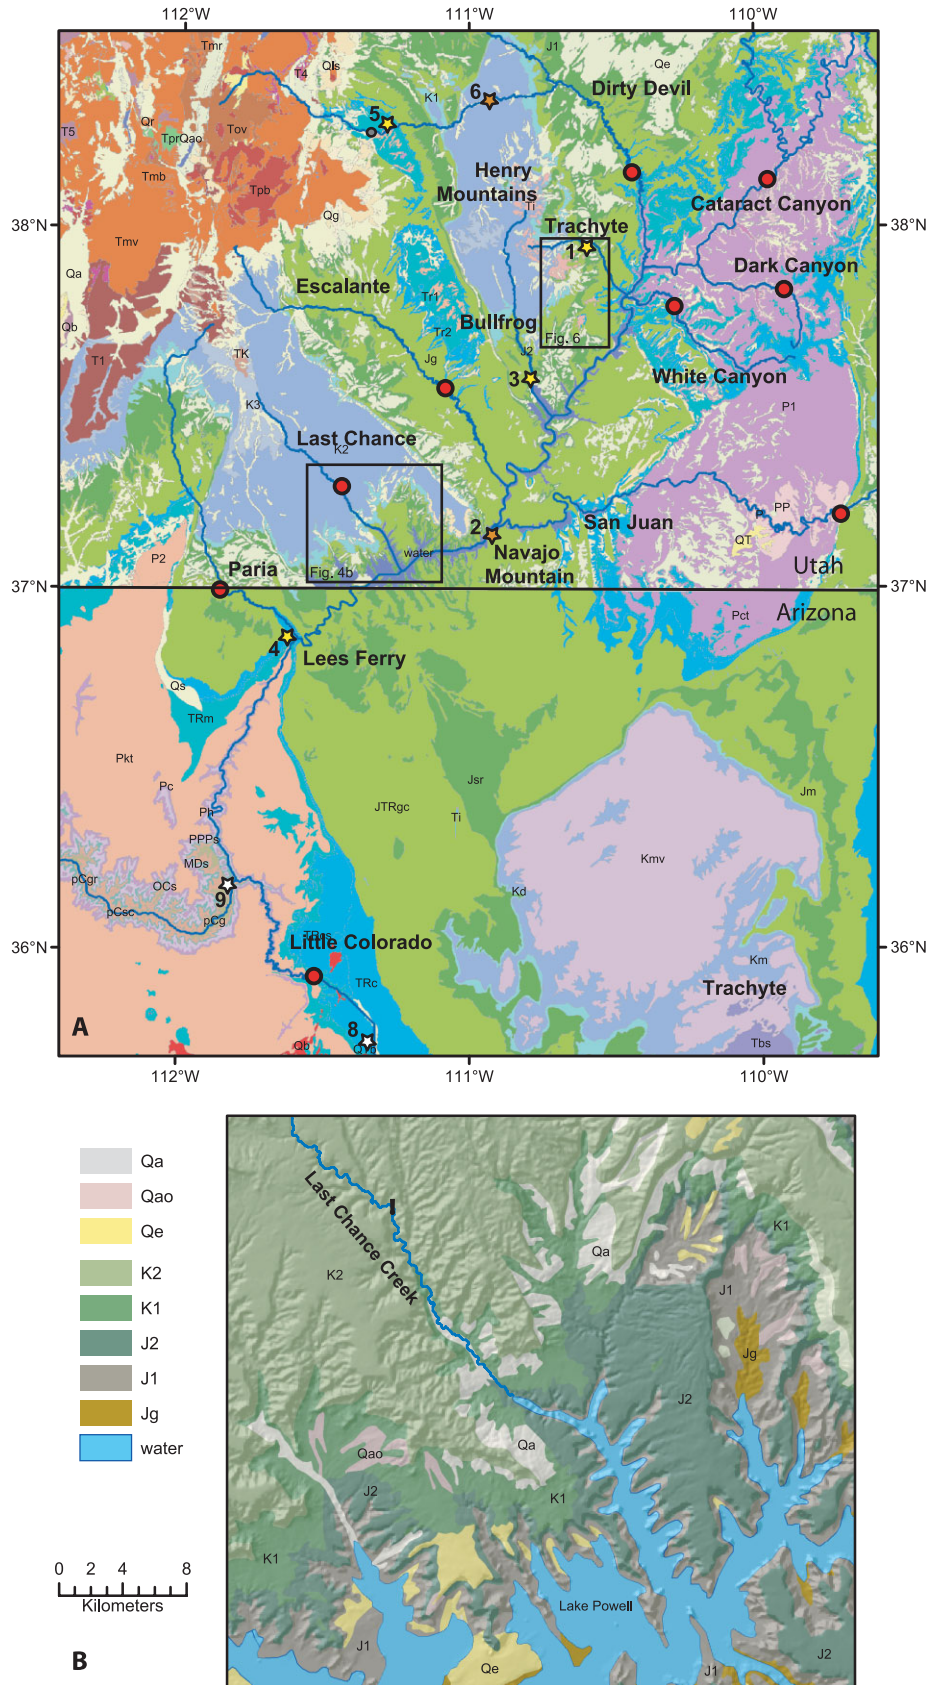 112°W
111°W
110°W
Tmr
J1
Qls
Qe
T4
K1
6
Dirty Devil
5
Qr
T5
Tov
TprQao
Henry
Mountains
Tmb
Tpb
Cataract Canyon
Ti
38°N
38°N
Qg
Trachyte
Tmv
1
Dark Canyon
Qa
Escalante
Tr1
Bullfrog
Qb
Tr2
Fig. 6
T1
TK
Jg
J2
3
White Canyon
K3
P1
Last Chance
K2
PP
2
San Juan
P
QT
water
Navajo
Mountain
P2
Utah
Paria
Fig. 4b
37°N
37°N
Arizona
Pct
4
Lees Ferry
Qs
TRm
Pkt
Jsr
Pc
Jm
JTRgc
Ti
Ph
PPPs
MDs
Kmv
pCgr
OCs
9
Kd
pCsc
pCg
Little Colorado
36°N
36°N
Km
TRc
Trachyte
A
8
Qb
Tbs
112°W
111°W
110°W
Qa
Qao
Qe
K2
K1
J2
J1
Jg
water
0 2 4 8
Kilometers
B
Last Chance Creek
K1
Qa
K2
J1
Jg
J2
Qa
Qao
J2
K1
K1
Lake Powell
J1
Qe
J1
J2